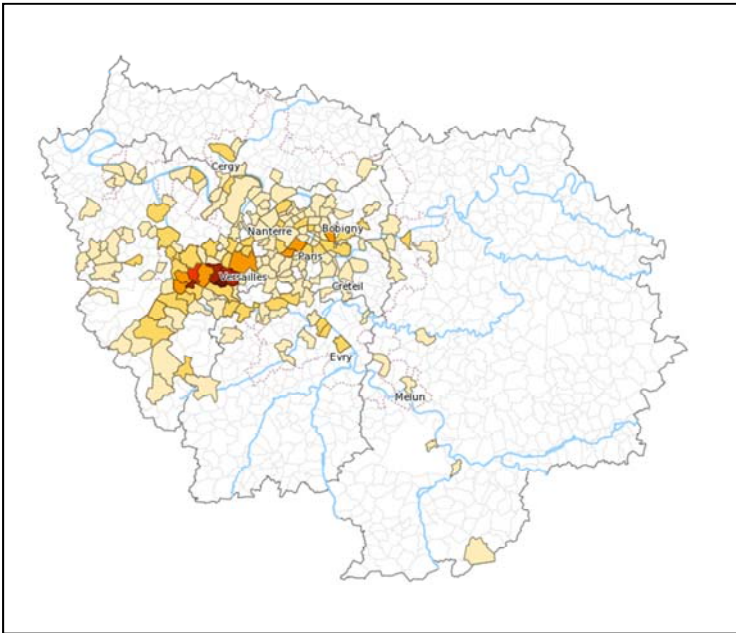 Cergy
Nanterre
Bobigny
Paris
Versailles
Créteil
Evry
Melun